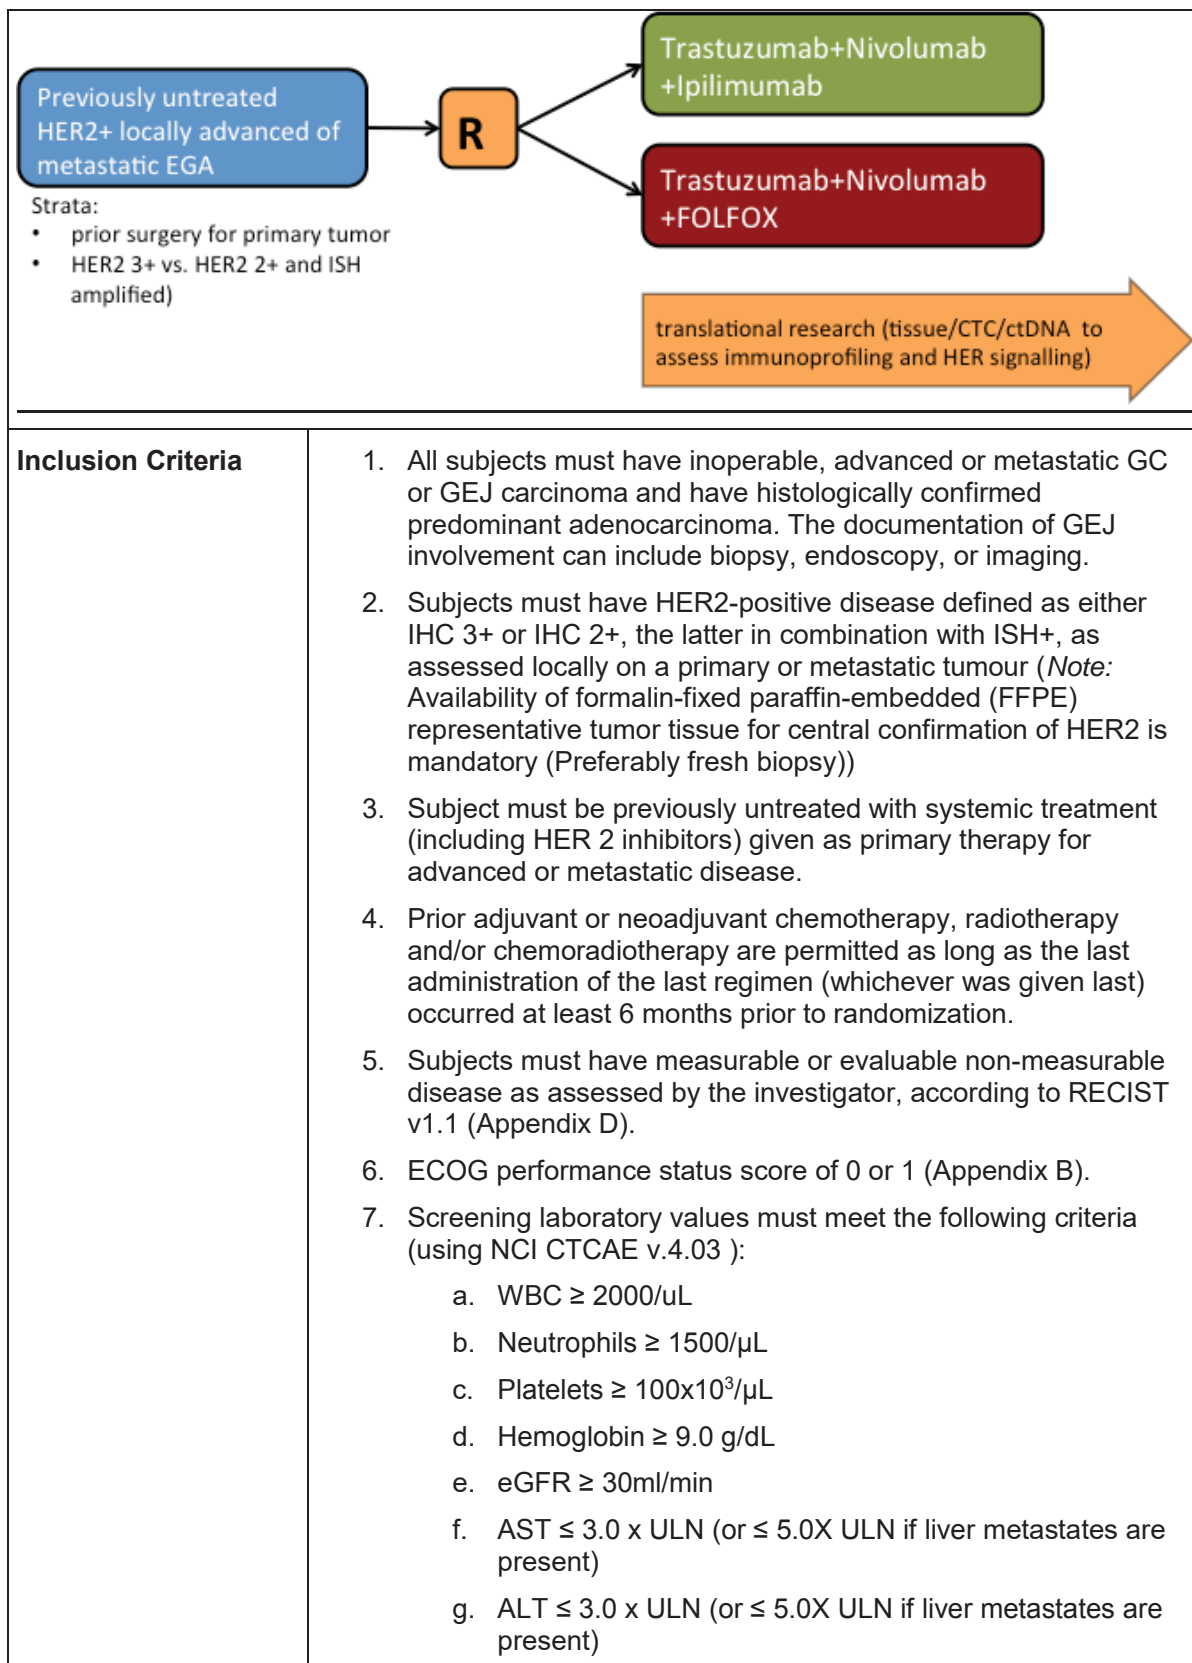 Previously untreated
HER2+ locally advanced of
metastatic EGA
R
Trastuzumab+Nivolumab
+Ipilimumab
Trastuzumab+Nivolumab
+FOLFOX
Strata:
• prior surgery for primary tumor
• HER2 3+ vs. HER2 2+ and ISH
amplified)
translational research (tissue/CTC/ctDNA to
assess immunoprofiling and HER signalling)
Inclusion Criteria
1. All subjects must have inoperable, advanced or metastatic GC
or GEJ carcinoma and have histologically confirmed
predominant adenocarcinoma. The documentation of GEJ
involvement can include biopsy, endoscopy, or imaging.
2. Subjects must have HER2-positive disease defined as either
IHC 3+ or IHC 2+, the latter in combination with ISH+, as
assessed locally on a primary or metastatic tumour (Note:
Availability of formalin-fixed paraffin-embedded (FFPE)
representative tumor tissue for central confirmation of HER2 is
mandatory (Preferably fresh biopsy))
3. Subject must be previously untreated with systemic treatment
(including HER 2 inhibitors) given as primary therapy for
advanced or metastatic disease.
4. Prior adjuvant or neoadjuvant chemotherapy, radiotherapy
and/or chemoradiotherapy are permitted as long as the last
administration of the last regimen (whichever was given last)
occurred at least 6 months prior to randomization.
5. Subjects must have measurable or evaluable non-measurable
disease as assessed by the investigator, according to RECIST
v1.1 (Appendix D).
6. ECOG performance status score of 0 or 1 (Appendix B).
7. Screening laboratory values must meet the following criteria
(using NCI CTCAE v.4.03 ):
a. WBC ≥ 2000/uL
b. Neutrophils ≥ 1500/µL
c. Platelets ≥ 100x10³/µL
d. Hemoglobin ≥ 9.0 g/dL
e. eGFR ≥ 30ml/min
f. AST ≤ 3.0 x ULN (or ≤ 5.0X ULN if liver metastates are
present)
g. ALT ≤ 3.0 x ULN (or ≤ 5.0X ULN if liver metastates are
present)